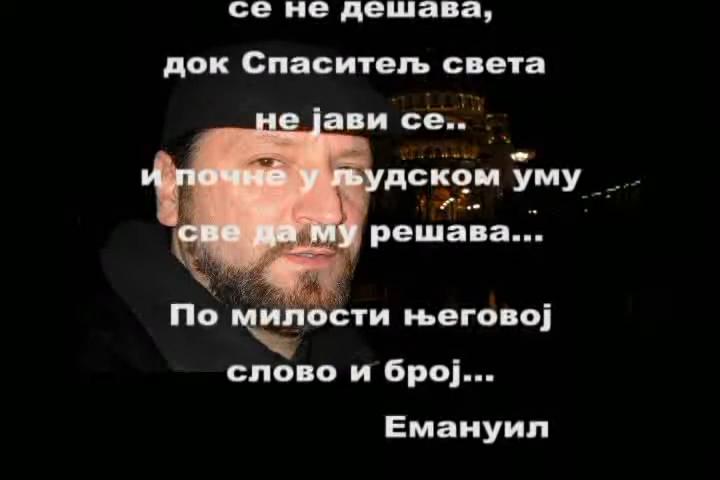 се не дешава,
док Спаситељ света
не јави се..
и почне у људском уму
све да му решава...
По милости његовој
слово и број...
Емануил